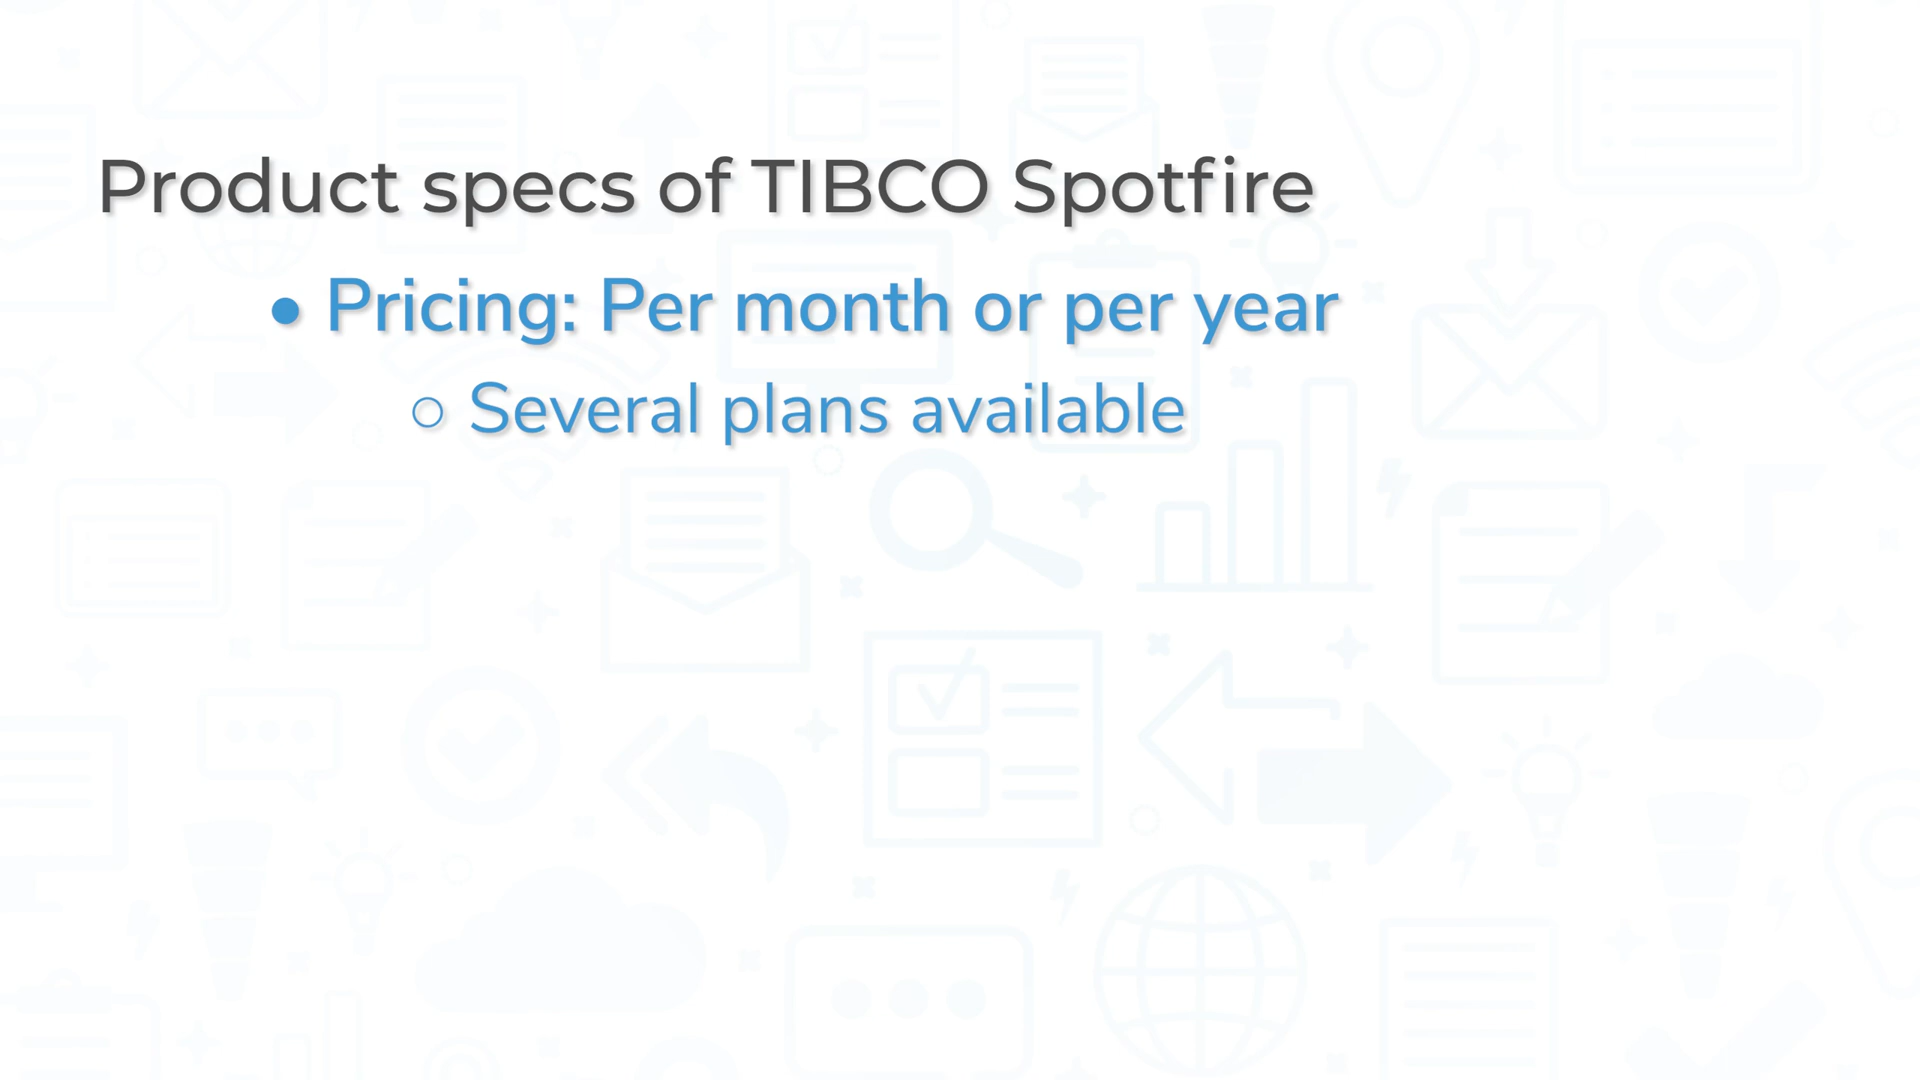 Product specs of TIBCO Spotfire
• Pricing: Per month or per year
○ Several plans available